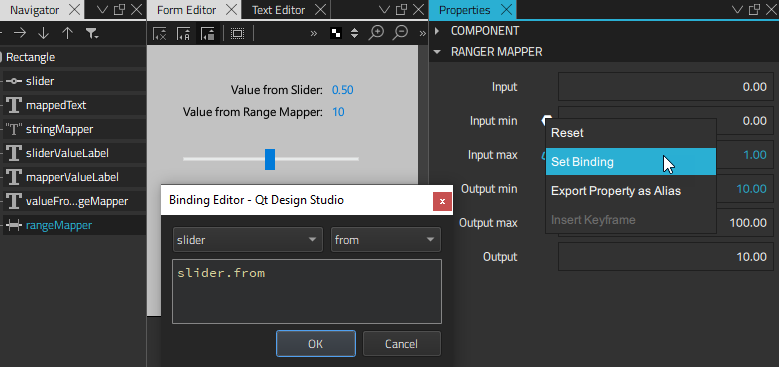 Navigator
Form Editor
Text Editor
Properties
Rectangle
slider
mappedText
stringMapper
sliderValueLabel
mapperValueLabel
valueFro...geMapper
rangeMapper
Value from Slider: 0.50
Value from Range Mapper: 10
COMPONENT
RANGER MAPPER
Input 0.00
Input min 0.00
Input max 1.00
Output min 10.00
Output max 100.00
Output 10.00
Reset
Set Binding
Export Property as Alias
Insert Keyframe
Binding Editor - Qt Design Studio
slider from
slider.from
OK Cancel